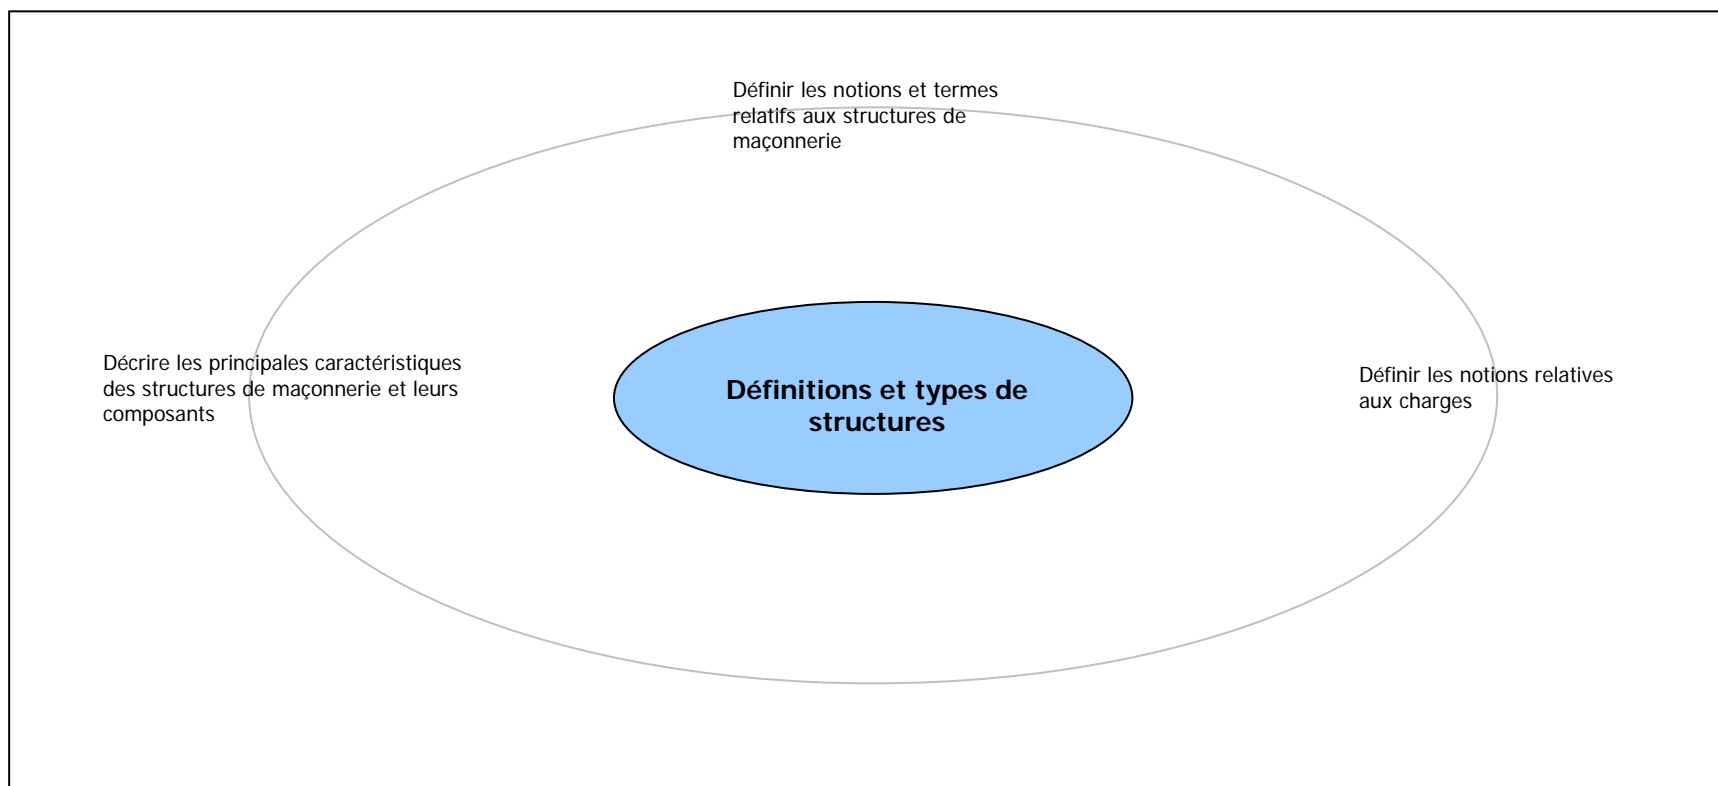 Définir les notions et termes
relatifs aux structures de
maçonnerie
Décrire les principales caractéristiques
des structures de maçonnerie et leurs
composants
Définitions et types de
structures
Définir les notions relatives
aux charges